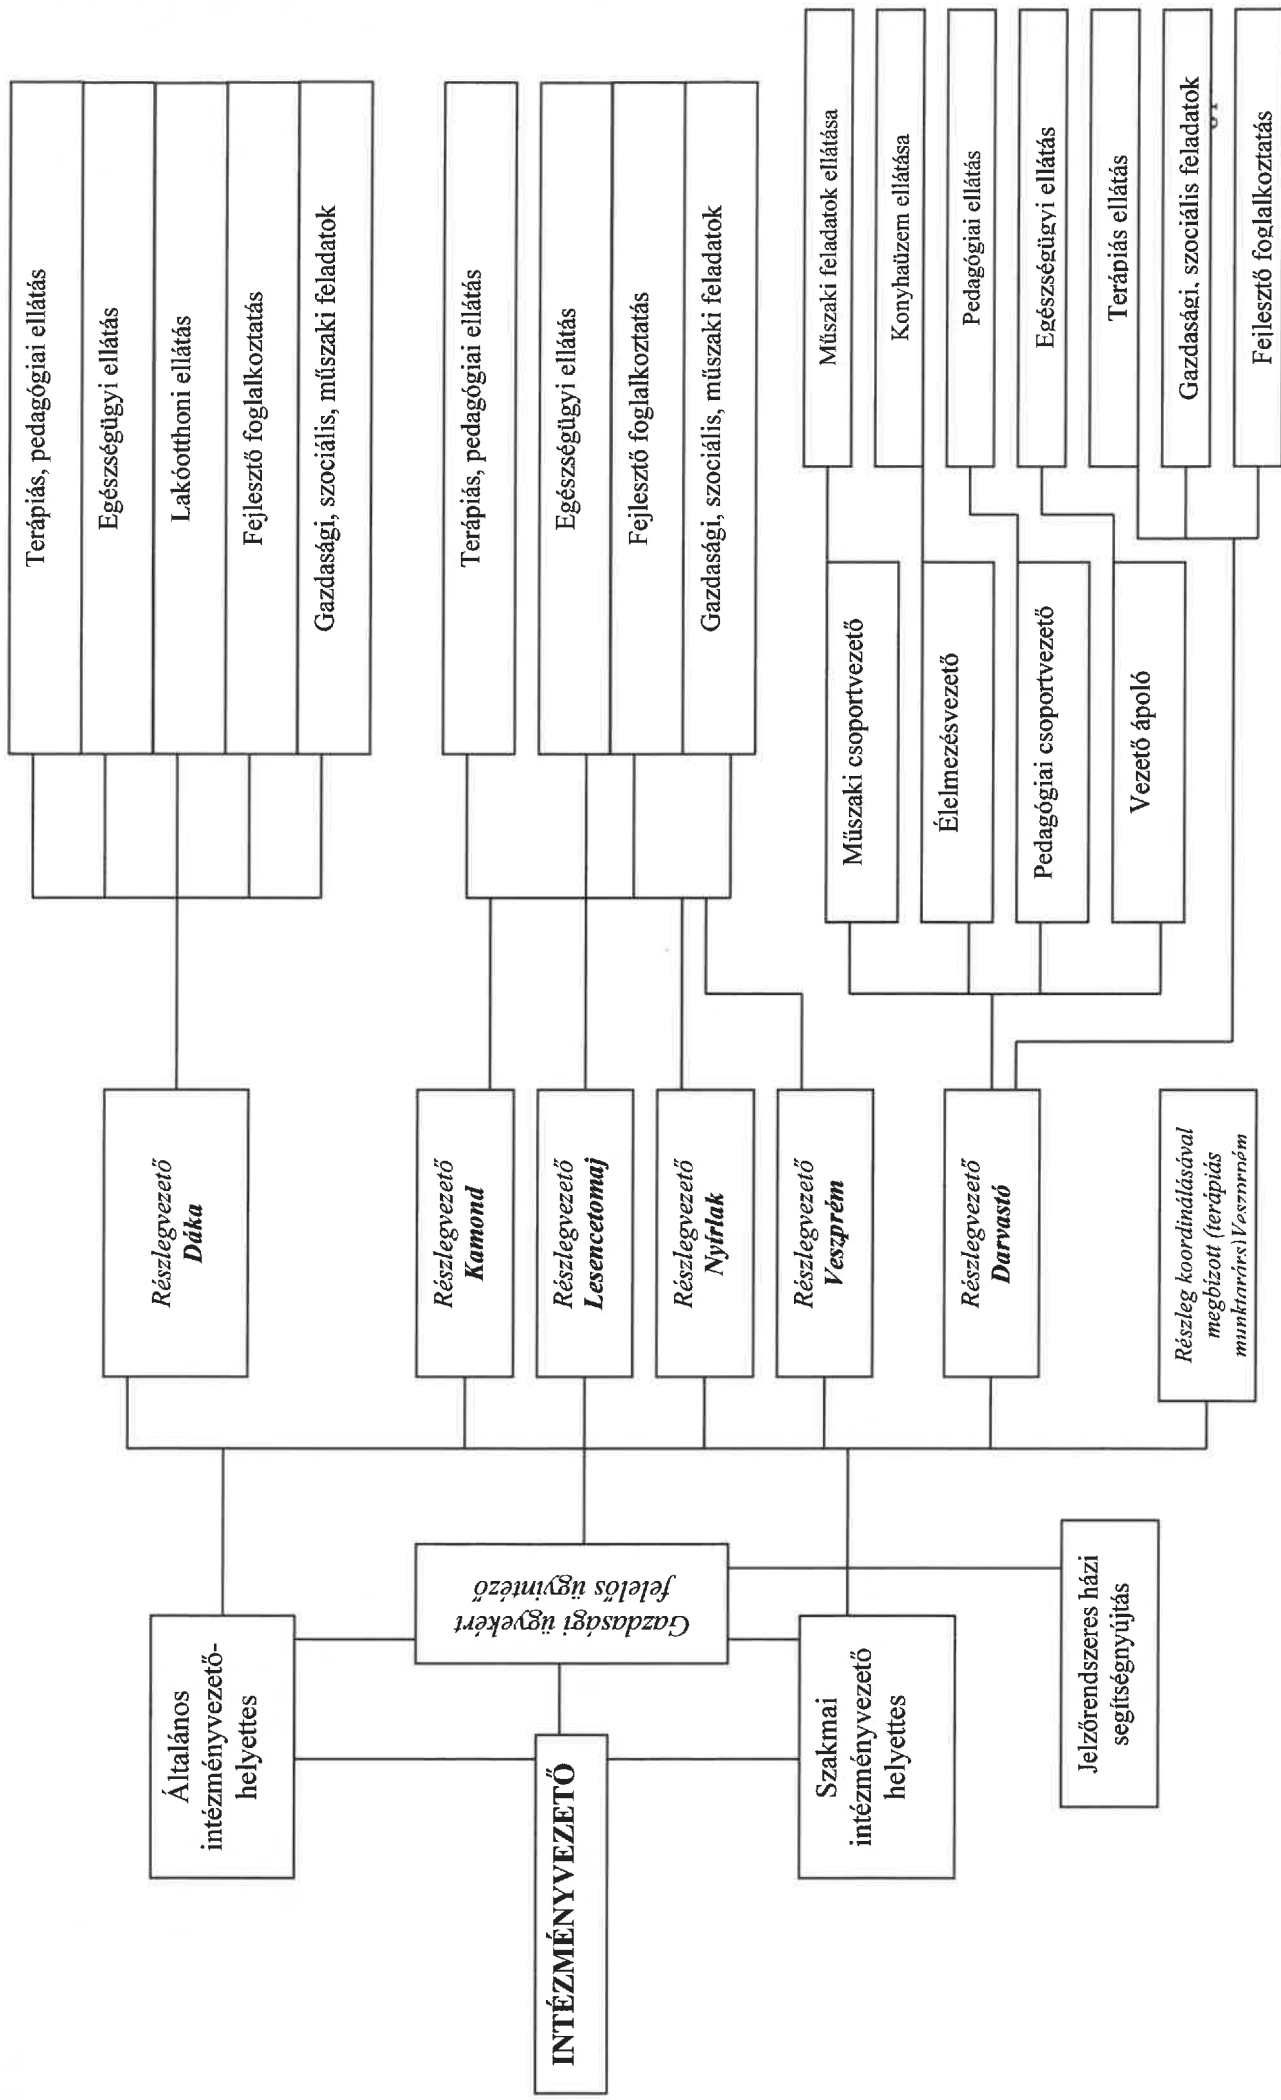 INTÉZMÉNYVEZETŐ
Általános
intézményvezető-
helyettes
Gazdasági ügyekért
felelős ügyintéző
Szakmai
intézményvezető
helyettes
Jelzőrendszeres házi
segítségnyújtás
Részlegvezető
Dáka
Részlegvezető
Kamond
Részlegvezető
Lesencetomaj
Részlegvezető
Nyírlak
Részlegvezető
Veszprém
Részlegvezető
Darvastó
Részleg koordinálásával
megbízott (terápiás
munktarárs)Veszprném
Terápiás, pedagógiai ellátás
Egészségügyi ellátás
Lakóotthoni ellátás
Fejlesztő foglalkoztatás
Gazdasági, szociális, műszaki feladatok
Terápiás, pedagógiai ellátás
Egészségügyi ellátás
Fejlesztő foglalkoztatás
Gazdasági, szociális, műszaki feladatok
Műszaki csoportvezető
Élelmezésvezető
Pedagógiai csoportvezető
Vezető ápoló
Műszaki feladatok ellátása
Konyhaüzem ellátása
Pedagógiai ellátás
Egészségügyi ellátás
Terápiás ellátás
Gazdasági, szociális feladatok
Fejlesztő foglalkoztatás